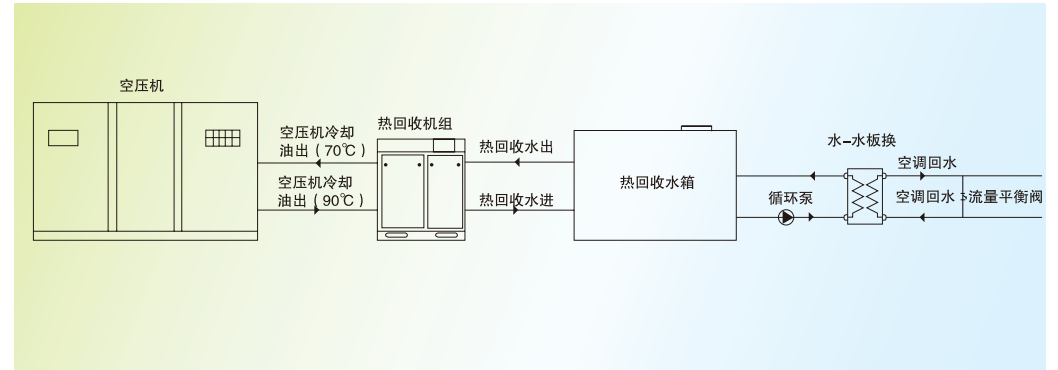 空压机
空压机冷却
油出（70℃）
空压机冷却
油出（90℃）
热回收机组
热回收水出
热回收水进
热回收水箱
水-水板换
循环泵
空调回水
空调回水
流量平衡阀